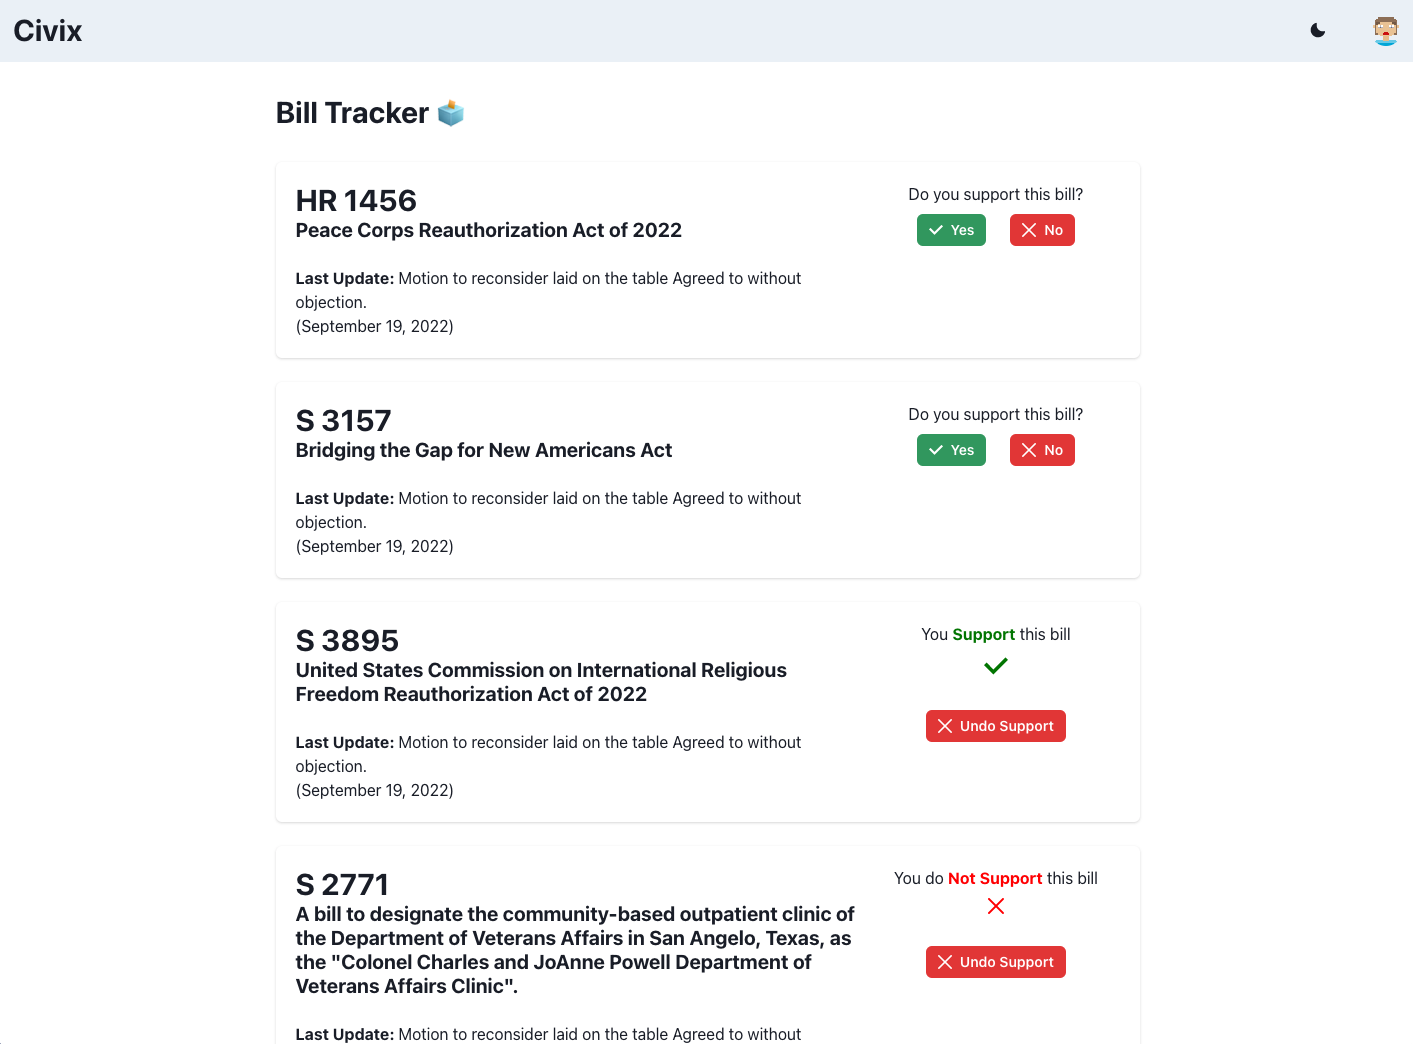 Civix
Bill Tracker
HR 1456
Peace Corps Reauthorization Act of 2022
Last Update: Motion to reconsider laid on the table Agreed to without
objection.
(September 19, 2022)
Do you support this bill?
Yes
No
S 3157
Bridging the Gap for New Americans Act
Last Update: Motion to reconsider laid on the table Agreed to without
objection.
(September 19, 2022)
Do you support this bill?
Yes
No
S 3895
United States Commission on International Religious
Freedom Reauthorization Act of 2022
Last Update: Motion to reconsider laid on the table Agreed to without
objection.
(September 19, 2022)
You Support this bill
Undo Support
S 2771
A bill to designate the community-based outpatient clinic of
the Department of Veterans Affairs in San Angelo, Texas, as
the "Colonel Charles and JoAnne Powell Department of
Veterans Affairs Clinic".
Last Update: Motion to reconsider laid on the table Agreed to without
You do Not Support this bill
Undo Support